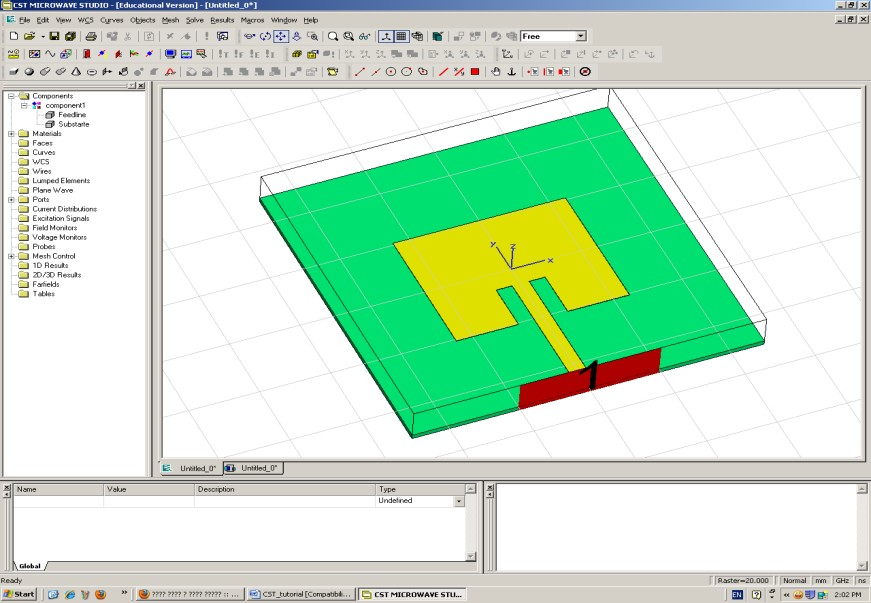 CST MICROWAVE STUDIO - [Educational Version] - [Untitled_0*]
File Edit View WCS Curves Objects Mesh Solve Results Macros Window Help
Free
Components
component1
Feedline
Substarte
Materials
Faces
Curves
WCS
Wires
Lumped Elements
Plane Wave
Ports
Current Distributions
Excitation Signals
Field Monitors
Voltage Monitors
Probes
Mesh Control
1D Results
2D/3D Results
Farfields
Tables
y z x
1
Untitled_0* Untitled_0*
Name Value Description Type
Undefined
Global
Ready Raster=20.000 Normal mm GHz ns
Start ???? ???? ? ???? ????? :: ... CST_tutorial [Compatibili... CST MICROWAVE STU... EN 2:02 PM